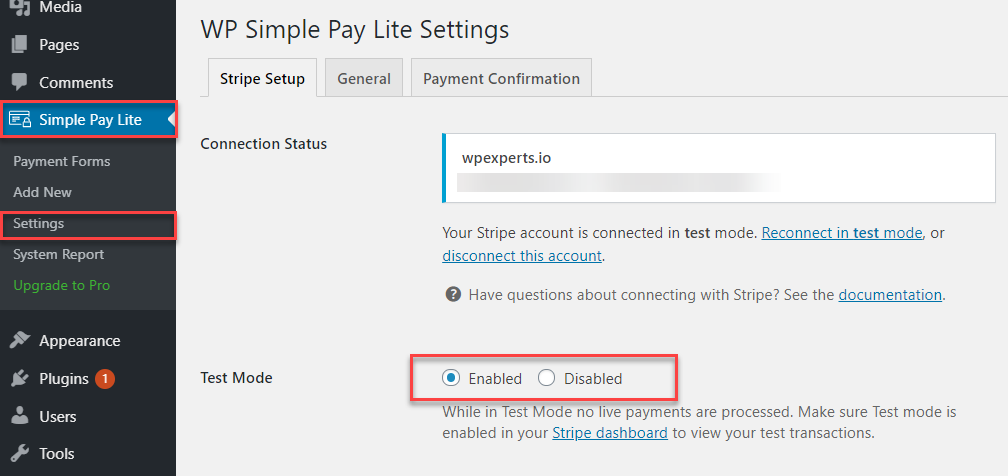 Media
Pages
Comments
Simple Pay Lite
Payment Forms
Add New
Settings
System Report
Upgrade to Pro
Appearance
Plugins 1
Users
Tools
WP Simple Pay Lite Settings
Stripe Setup General Payment Confirmation
Connection Status
wpexperts.io
Your Stripe account is connected in test mode. Reconnect in test mode, or
disconnect this account.
Have questions about connecting with Stripe? See the documentation.
Test Mode
Enabled Disabled
While in Test Mode no live payments are processed. Make sure Test mode is
enabled in your Stripe dashboard to view your test transactions.